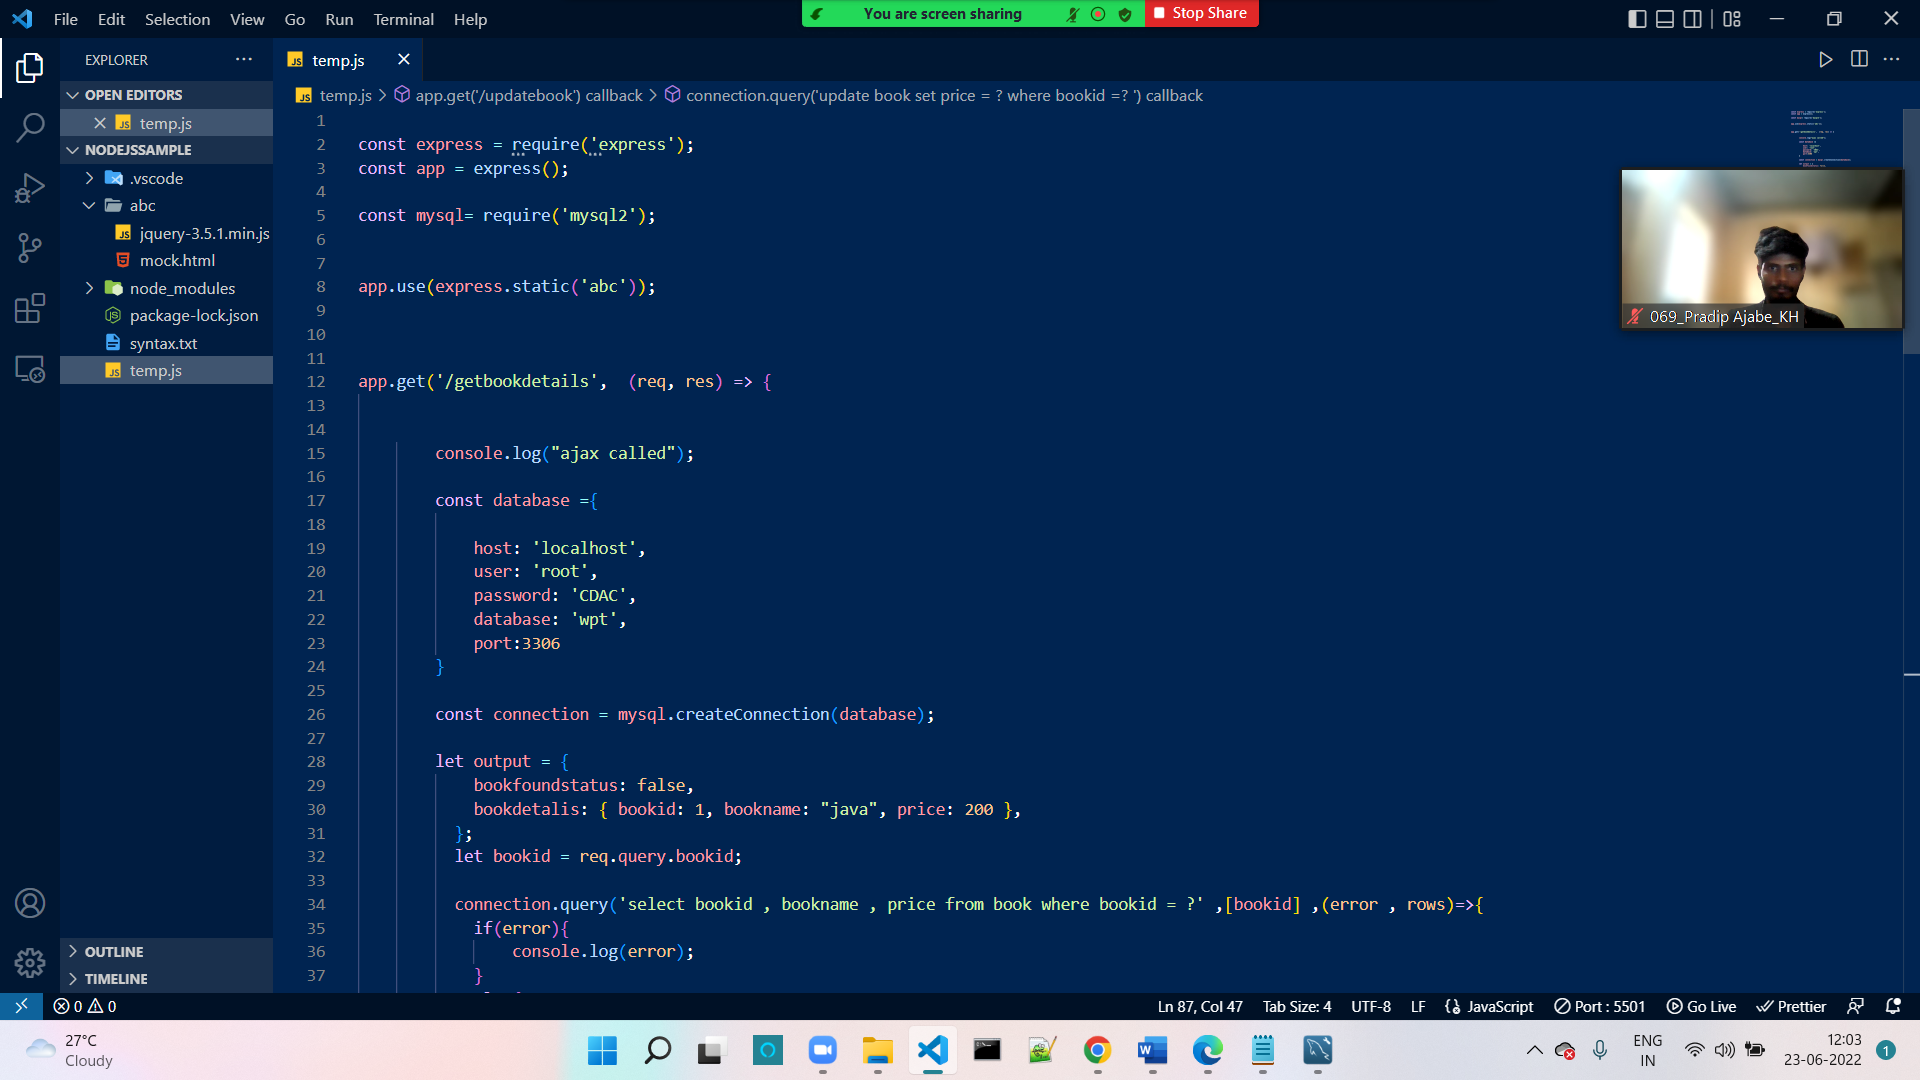 File Edit Selection View Go Run Terminal Help
You are screen sharing Stop Share
EXPLORER
temp.js
OPEN EDITORS
temp.js
NODEJSSAMPLE
.vscode
abc
jquery-3.5.1.min.js
mock.html
node_modules
package-lock.json
syntax.txt
temp.js
OUTLINE
TIMELINE
temp.js > app.get('/updatebook') callback > connection.query('update book set price = ? where bookid =? ') callback
1
2 const express = require('express');
3 const app = express();
4
5 const mysql= require('mysql2');
6
7
8 app.use(express.static('abc'));
9
10
11
12 app.get('/getbookdetails', (req, res) => {
13
14
15 console.log("ajax called");
16
17 const database ={
18
19 host: 'localhost',
20 user: 'root',
21 password: 'CDAC',
22 database: 'wpt',
23 port:3306
24 }
25
26 const connection = mysql.createConnection(database);
27
28 let output = {
29 bookfoundstatus: false,
30 bookdetalis: { bookid: 1, bookname: "java", price: 200 },
31 };
32 let bookid = req.query.bookid;
33
34 connection.query('select bookid , bookname , price from book where bookid = ?' ,[bookid] ,(error , rows)=>{
35 if(error){
36 console.log(error);
37 }
069_Pradip Ajabe_KH
0 0
Ln 87, Col 47 Tab Size: 4 UTF-8 LF JavaScript Port : 5501 Go Live Prettier
27°C
Cloudy
ENG
IN
12:03
23-06-2022
1